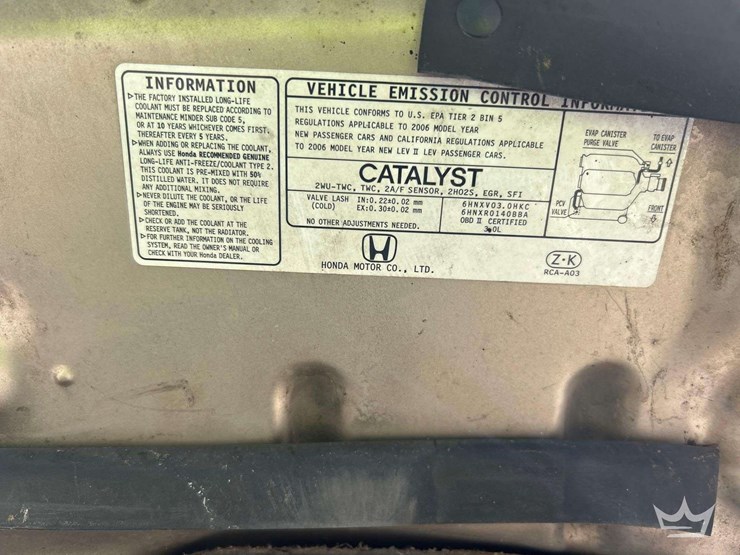 INFORMATION
▷THE FACTORY INSTALLED LONG-LIFE
COOLANT MUST BE REPLACED ACCORDING TO
MAINTENANCE MINDER SUB CODE 5,
OR AT 10 YEARS WHICHEVER COMES FIRST.
THEREAFTER EVERY 5 YEARS.
▷WHEN ADDING OR REPLACING THE COOLANT,
ALWAYS USE Honda RECOMMENDED GENUINE
LONG-LIFE ANTI-FREEZE/COOLANT TYPE 2.
THIS COOLANT IS PRE-MIXED WITH 50%
DISTILLED WATER. IT DOES NOT REQUIRE
ANY ADDITIONAL MIXING.
▷NEVER DILUTE THE COOLANT, OR THE LIFE
OF THE ENGINE MAY BE SERIOUSLY
SHORTENED.
▷CHECK OR ADD THE COOLANT AT THE
RESERVE TANK, NOT THE RADIATOR.
▷FOR FURTHER INFORMATION ON THE COOLING
SYSTEM, READ THE OWNER'S MANUAL OR
CHECK WITH YOUR Honda DEALER.
VEHICLE EMISSION CONTROL
THIS VEHICLE CONFORMS TO U.S. EPA TIER 2 BIN 5
REGULATIONS APPLICABLE TO 2006 MODEL YEAR
NEW PASSENGER CARS AND CALIFORNIA REGULATIONS APPLICABLE
TO 2006 MODEL YEAR NEW LEV II LEV PASSENGER CARS.
CATALYST
2WU-TWC, TWC, 2A/F SENSOR, 2HO2S, EGR, SFI
VALVE LASH IN:0.22±0.02 mm
(COLD) EX:0.30±0.02 mm
NO OTHER ADJUSTMENTS NEEDED.
6HNXV03.0HKC
6HNXR0140BBA
OBD II CERTIFIED
3.0L
EVAP CANISTER
PURGE VALVE
TO EVAP
CANISTER
PCV
VALVE
FRONT
HONDA MOTOR CO., LTD.
Z·K
RCA-A03